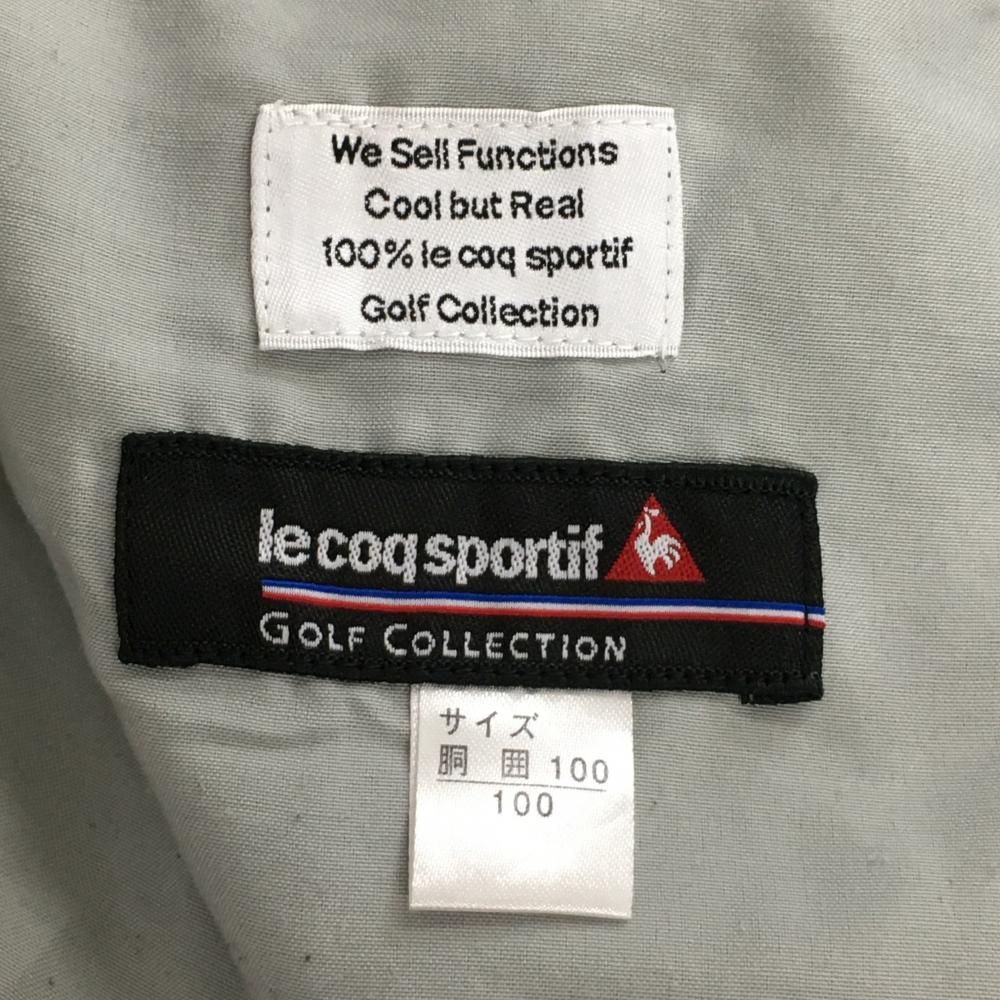 We Sell Functions
Cool but Real
100% le coq sportif
Golf Collection
le coq sportif
GOLF COLLECTION
サイズ
胴 囲 100
100